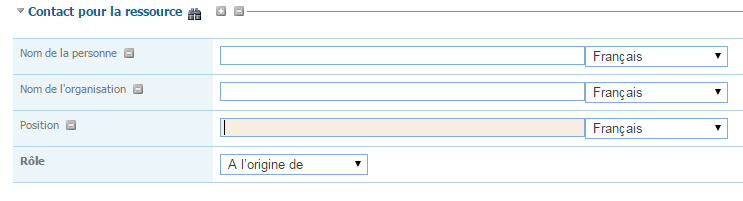 Contact pour la ressource
Nom de la personne Français
Nom de l'organisation Français
Position Français
Rôle A l'origine de